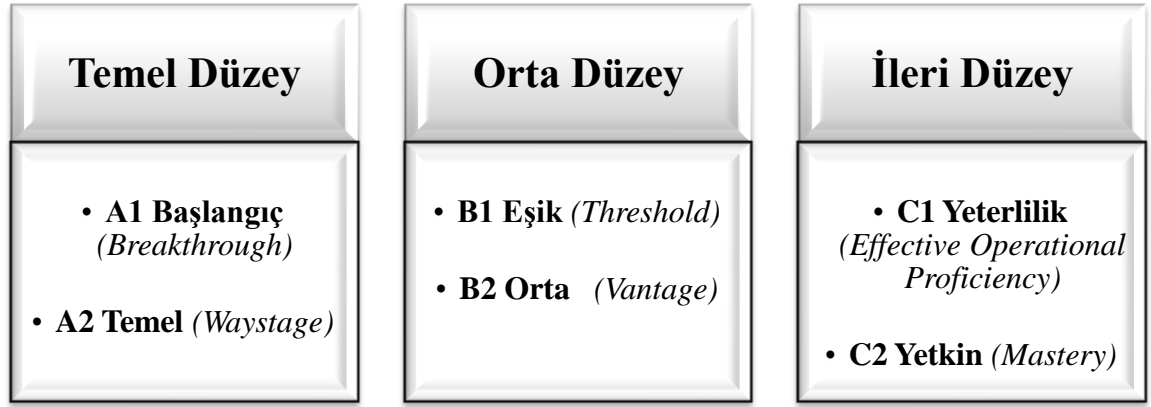 Temel Düzey
• A1 Başlangıç
(Breakthrough)
• A2 Temel (Waystage)
Orta Düzey
• B1 Eşik (Threshold)
• B2 Orta (Vantage)
İleri Düzey
• C1 Yeterlilik
(Effective Operational
Proficiency)
• C2 Yetkin (Mastery)